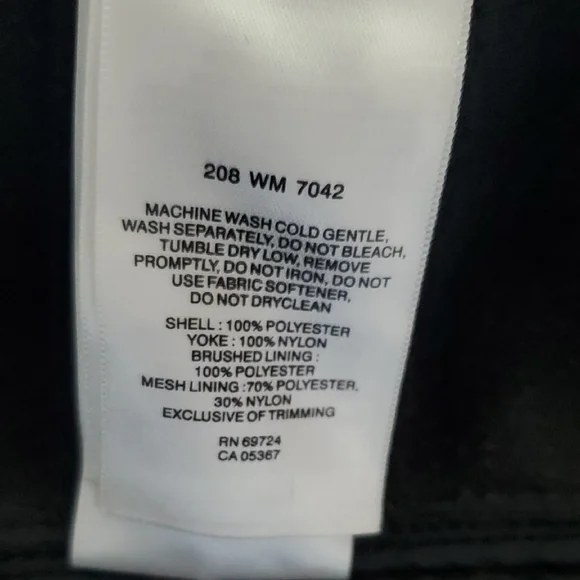 208 WM 7042
MACHINE WASH COLD GENTLE,
WASH SEPARATELY, DO NOT BLEACH,
TUMBLE DRY LOW, REMOVE
PROMPTLY, DO NOT IRON, DO NOT
USE FABRIC SOFTENER,
DO NOT DRYCLEAN
SHELL : 100% POLYESTER
YOKE : 100% NYLON
BRUSHED LINING :
100% POLYESTER
MESH LINING :70% POLYESTER,
30% NYLON
EXCLUSIVE OF TRIMMING
RN 69724
CA 05367